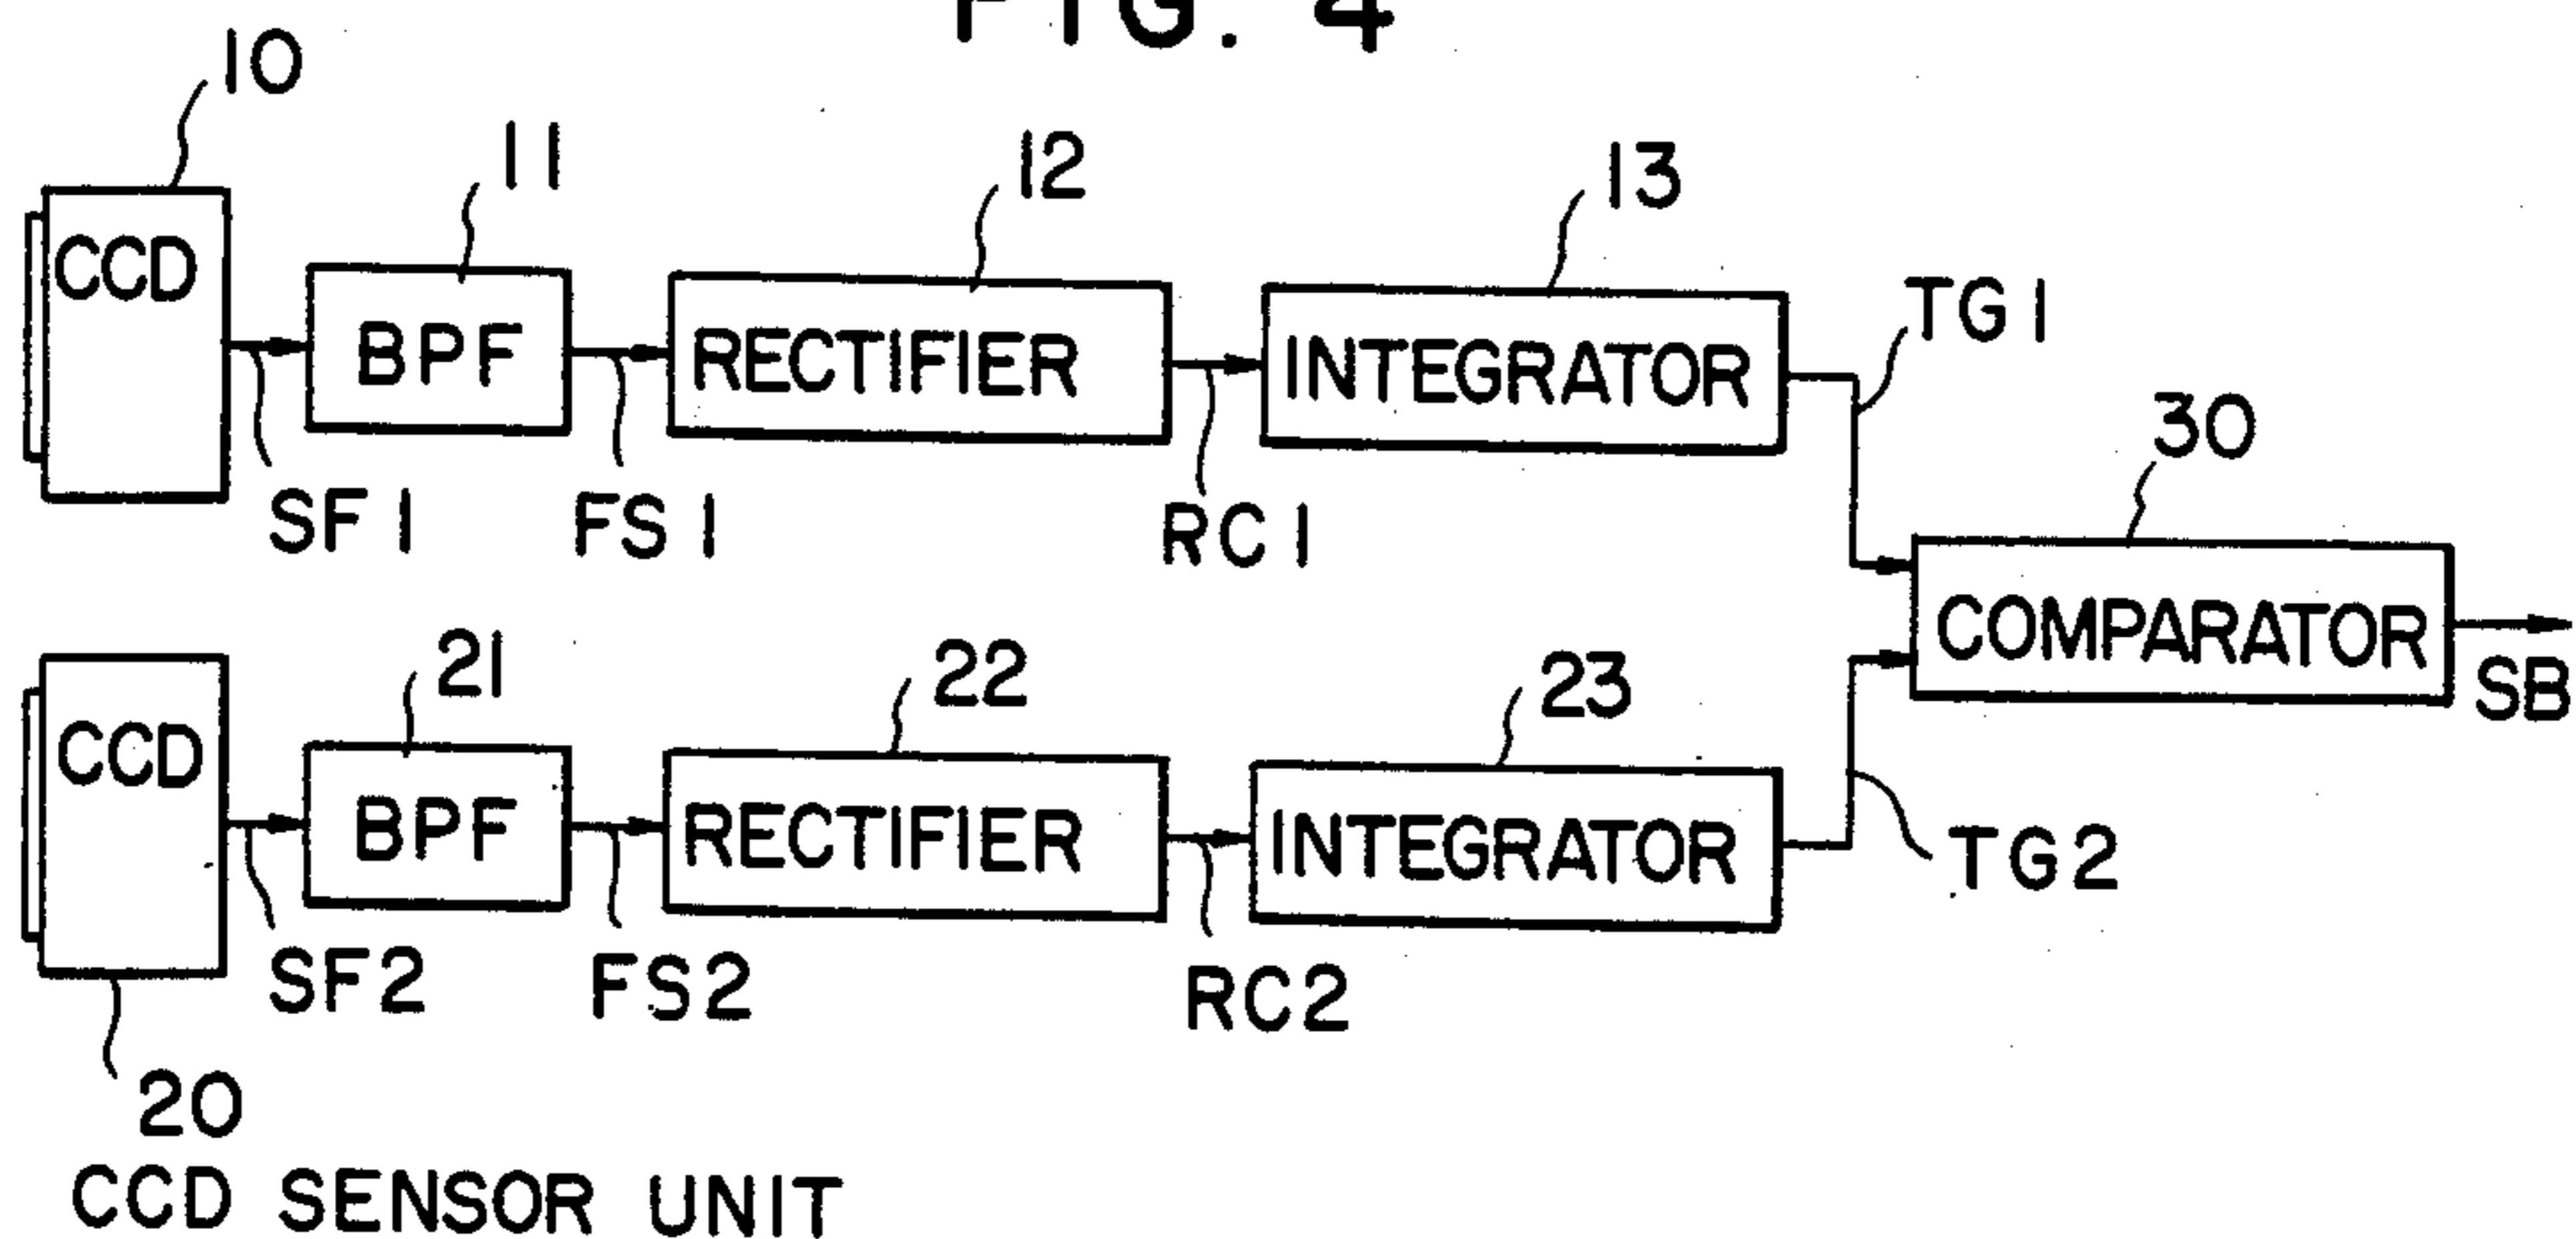 FIG. 4
10
11
12
13
CCD
BPF
RECTIFIER
INTEGRATOR
TG1
SF1
FS1
RC1
30
COMPARATOR
SB
21
22
23
CCD
BPF
RECTIFIER
INTEGRATOR
TG2
SF2
FS2
RC2
20
CCD SENSOR UNIT